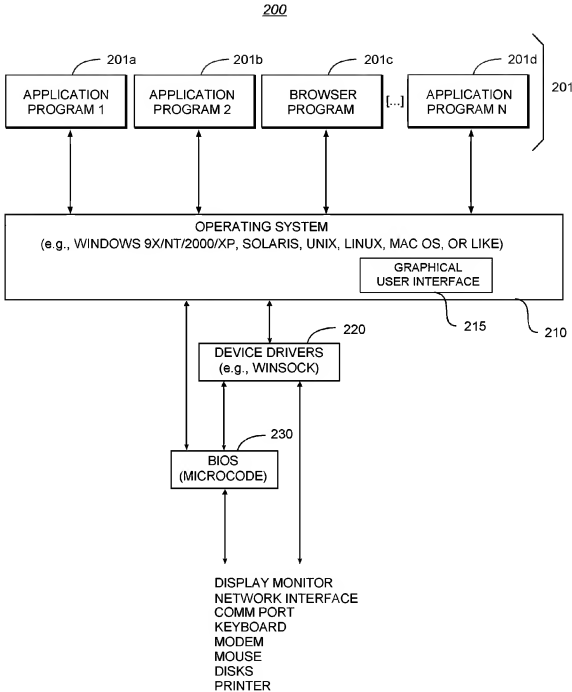 200
201a
201b
201c
201d
201
APPLICATION
PROGRAM 1
APPLICATION
PROGRAM 2
BROWSER
PROGRAM
[...]
APPLICATION
PROGRAM N
OPERATING SYSTEM
(e.g., WINDOWS 9X/NT/2000/XP, SOLARIS, UNIX, LINUX, MAC OS, OR LIKE)
GRAPHICAL
USER INTERFACE
215
210
220
DEVICE DRIVERS
(e.g., WINSOCK)
230
BIOS
(MICROCODE)
DISPLAY MONITOR
NETWORK INTERFACE
COMM PORT
KEYBOARD
MODEM
MOUSE
DISKS
PRINTER